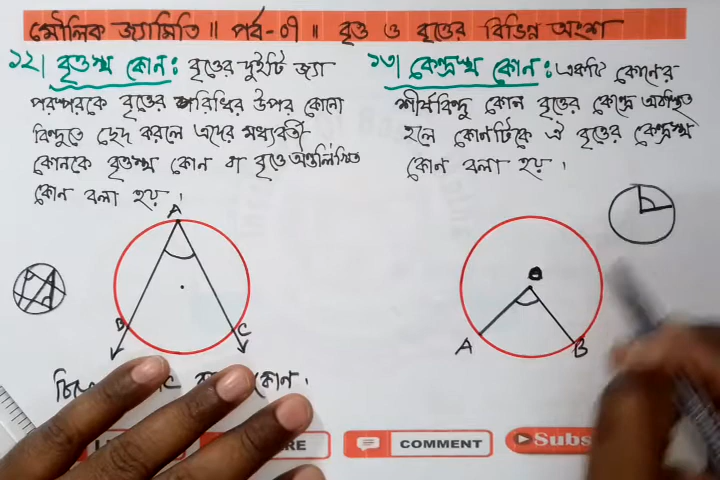 মৌলিক জ্যামিতি ॥ পর্ব - ০৭ ॥ বৃত্ত ও বৃত্তের বিভিন্ন অংশ
১২। বৃত্তস্থ কোন : বৃত্তের দুইটি জ্যা
পরস্পরকে বৃত্তের পরিধির উপর কোনো
বিন্দুতে ছেদ করলে এদের মধ্যবর্তী
কোনকে বৃত্তস্থ কোন বা বৃত্তে অন্তর্লিখিত
কোন বলা হয়।
১৩। কেন্দ্রস্থ কোন : একটি কোনের
শীর্ষবিন্দু কোন বৃত্তের কেন্দ্রে অবস্থিত
হলে কোনটিকে ঐ বৃত্তের কেন্দ্রস্থ
কোন বলা হয়।
A
B
C
A
B
কোন।
COMMENT
Subs